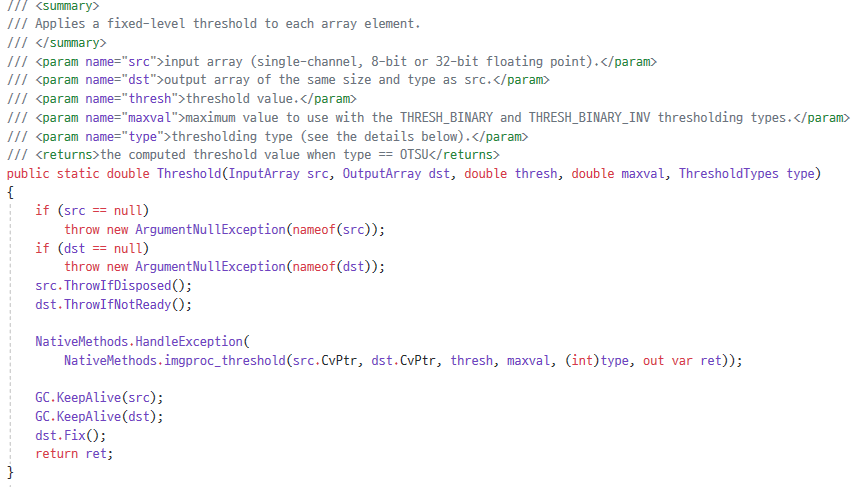 /// <summary>
/// Applies a fixed-level threshold to each array element.
/// </summary>
/// <param name="src">input array (single-channel, 8-bit or 32-bit floating point).</param>
/// <param name="dst">output array of the same size and type as src.</param>
/// <param name="thresh">threshold value.</param>
/// <param name="maxval">maximum value to use with the THRESH_BINARY and THRESH_BINARY_INV thresholding types.</param>
/// <param name="type">thresholding type (see the details below).</param>
/// <returns>the computed threshold value when type == OTSU</returns>
public static double Threshold(InputArray src, OutputArray dst, double thresh, double maxval, ThresholdTypes type)
{
    if (src == null)
        throw new ArgumentNullException(nameof(src));
    if (dst == null)
        throw new ArgumentNullException(nameof(dst));
    src.ThrowIfDisposed();
    dst.ThrowIfNotReady();

    NativeMethods.HandleException(
        NativeMethods.imgproc_threshold(src.CvPtr, dst.CvPtr, thresh, maxval, (int)type, out var ret));

    GC.KeepAlive(src);
    GC.KeepAlive(dst);
    dst.Fix();
    return ret;
}